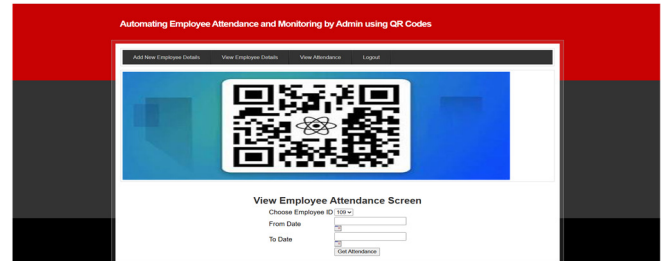 Automating Employee Attendance and Monitoring by Admin using QR Codes
Add New Employee Details View Employee Details View Attendance Logout
View Employee Attendance Screen
Choose Employee ID 109
From Date
To Date
Get Attendance